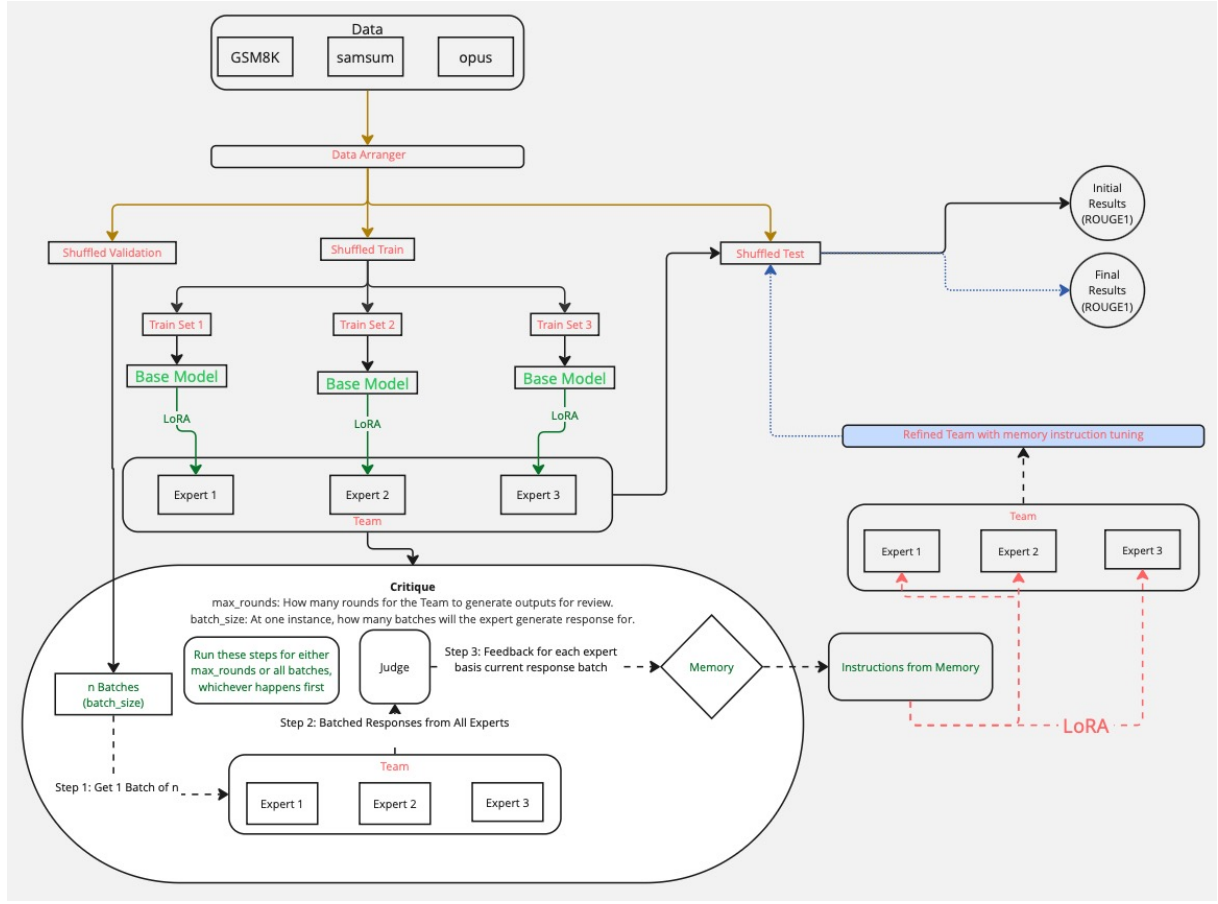 Data
GSM8K
samsum
opus
Data Arranger
Initial
Results
(ROUGE1)
Shuffled Validation
Shuffled Train
Shuffled Test
Final
Results
(ROUGE1)
Train Set 1
Train Set 2
Train Set 3
Base Model
Base Model
Base Model
LoRA
LoRA
LoRA
Refined Team with memory instruction tuning
Expert 1
Expert 2
Expert 3
Team
Team
Expert 1
Expert 2
Expert 3
Critique
max_rounds: How many rounds for the Team to generate outputs for review.
batch_size: At one instance, how many batches will the expert generate response for.
Run these steps for either
max_rounds or all batches,
whichever happens first
Judge
Step 3: Feedback for each expert
basis current response batch
Memory
Instructions from Memory
n Batches
(batch_size)
Step 2: Batched Responses from All Experts
LoRA
Team
Step 1: Get 1 Batch of n
Expert 1
Expert 2
Expert 3